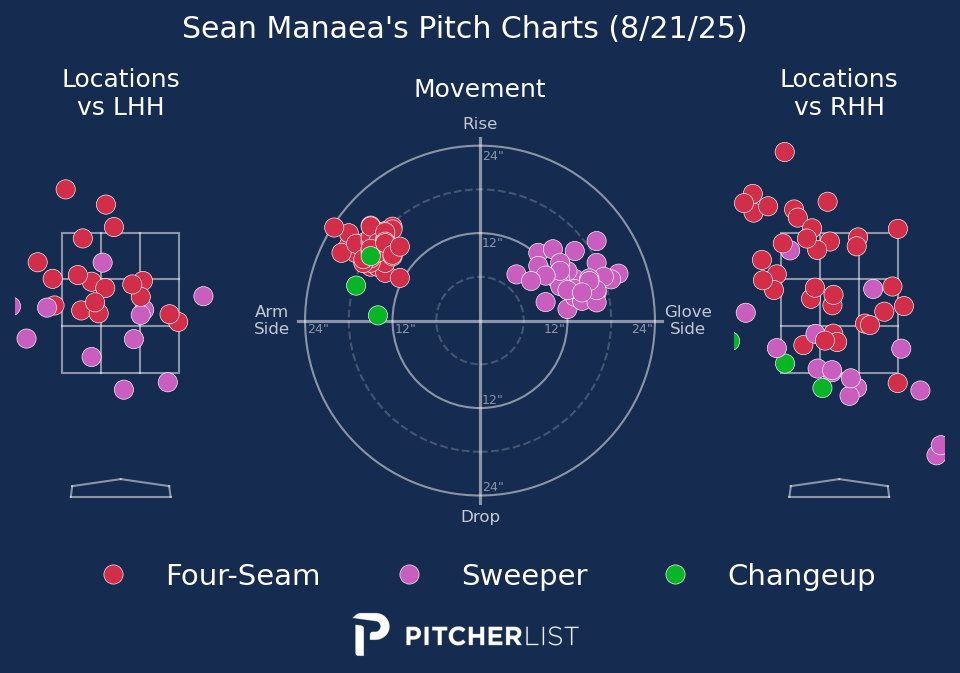 Sean Manaea's Pitch Charts (8/21/25)
Locations
vs LHH
Movement
Locations
vs RHH
Rise
24"
12"
Arm
Side
24"
12"
12"
24"
Glove
Side
12"
24"
Drop
Four-Seam
Sweeper
Changeup
PITCHERLIST